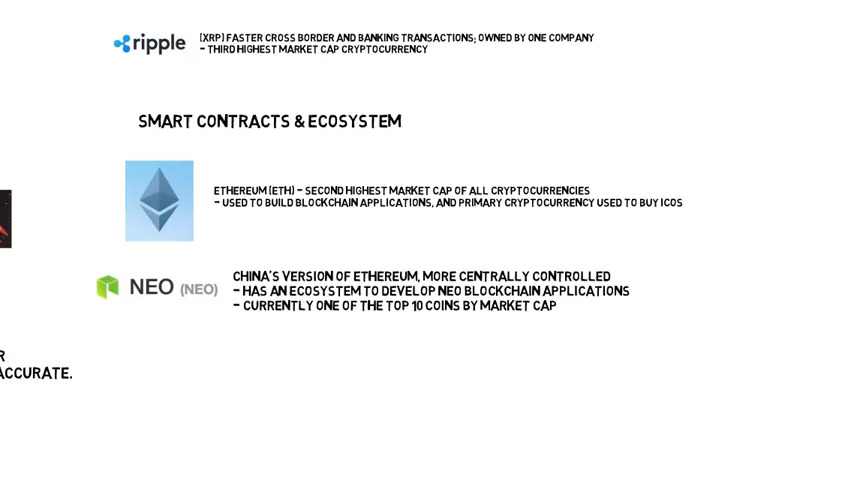 ripple
(XRP) FASTER CROSS BORDER AND BANKING TRANSACTIONS; OWNED BY ONE COMPANY
- THIRD HIGHEST MARKET CAP CRYPTOCURRENCY
SMART CONTRACTS & ECOSYSTEM
ETHEREUM (ETH) - SECOND HIGHEST MARKET CAP OF ALL CRYPTOCURRENCIES
- USED TO BUILD BLOCKCHAIN APPLICATIONS, AND PRIMARY CRYPTOCURRENCY USED TO BUY ICOS
NEO (NEO)
CHINA'S VERSION OF ETHEREUM, MORE CENTRALLY CONTROLLED
- HAS AN ECOSYSTEM TO DEVELOP NEO BLOCKCHAIN APPLICATIONS
- CURRENTLY ONE OF THE TOP 10 COINS BY MARKET CAP
R
ACCURATE.